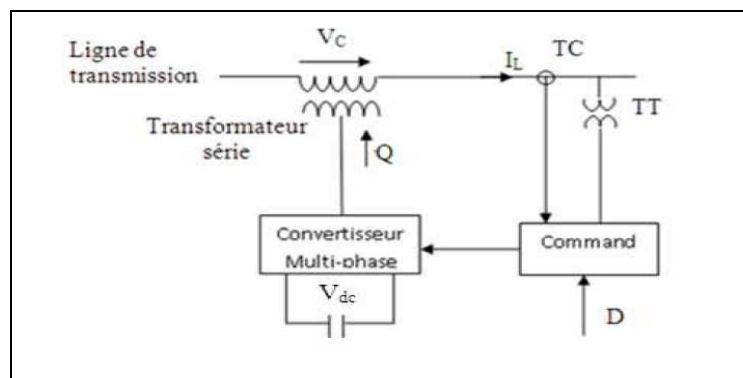 V_C
Ligne de
transmission
I_L
TC
TT
Transformateur
série
Q
Convertisseur
Multi-phase
Command
V_dc
D